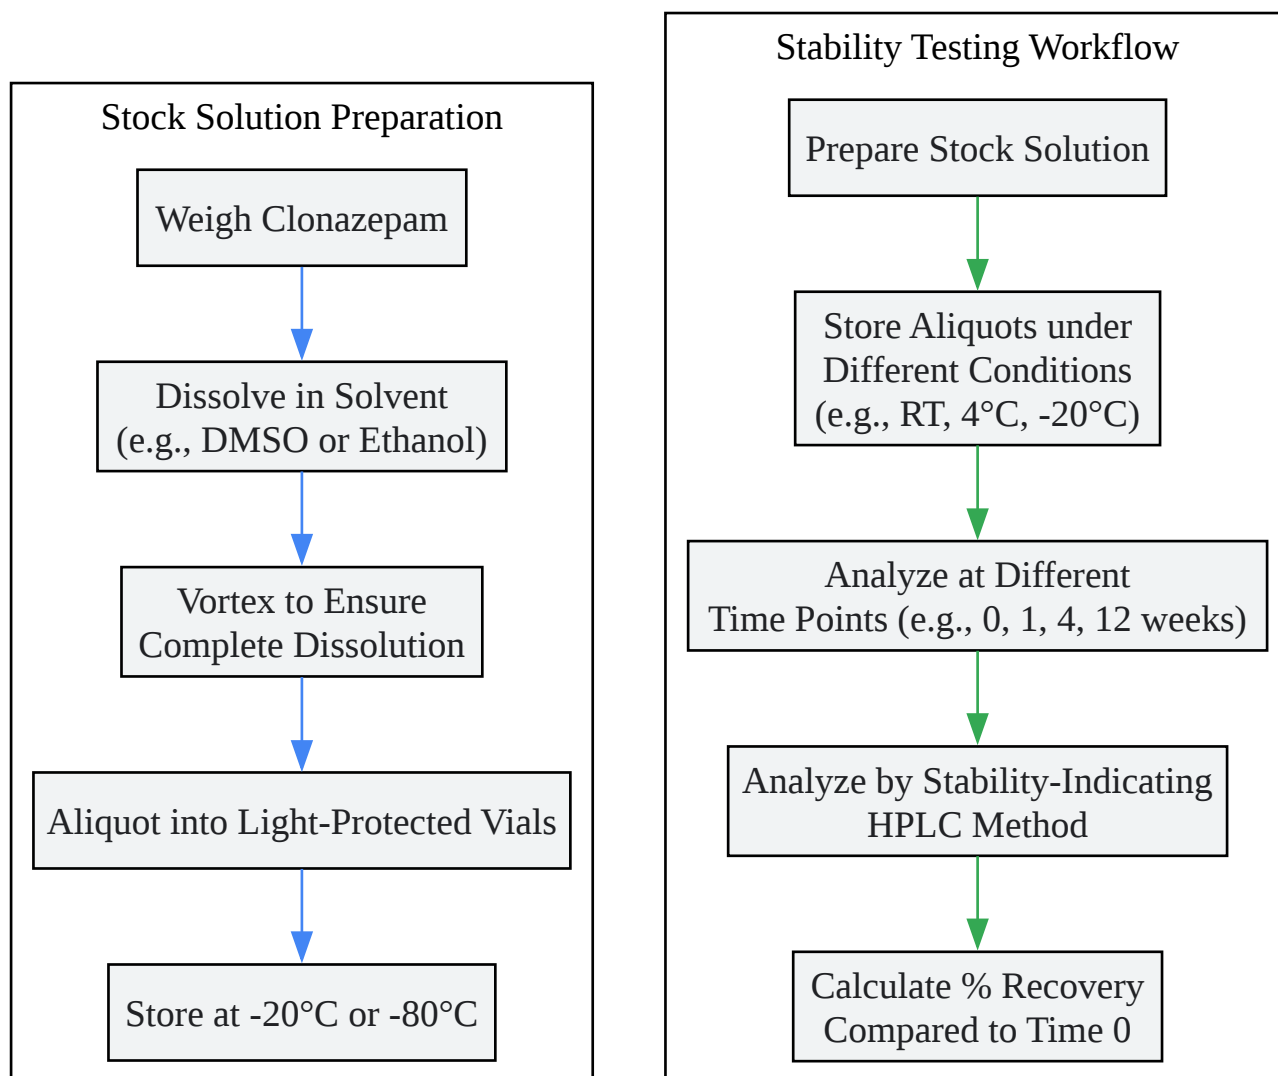 Stock Solution Preparation
Weigh Clonazepam
Dissolve in Solvent
(e.g., DMSO or Ethanol)
Vortex to Ensure
Complete Dissolution
Aliquot into Light-Protected Vials
Store at -20°C or -80°C
Stability Testing Workflow
Prepare Stock Solution
Store Aliquots under
Different Conditions
(e.g., RT, 4°C, -20°C)
Analyze at Different
Time Points (e.g., 0, 1, 4, 12 weeks)
Analyze by Stability-Indicating
HPLC Method
Calculate % Recovery
Compared to Time 0